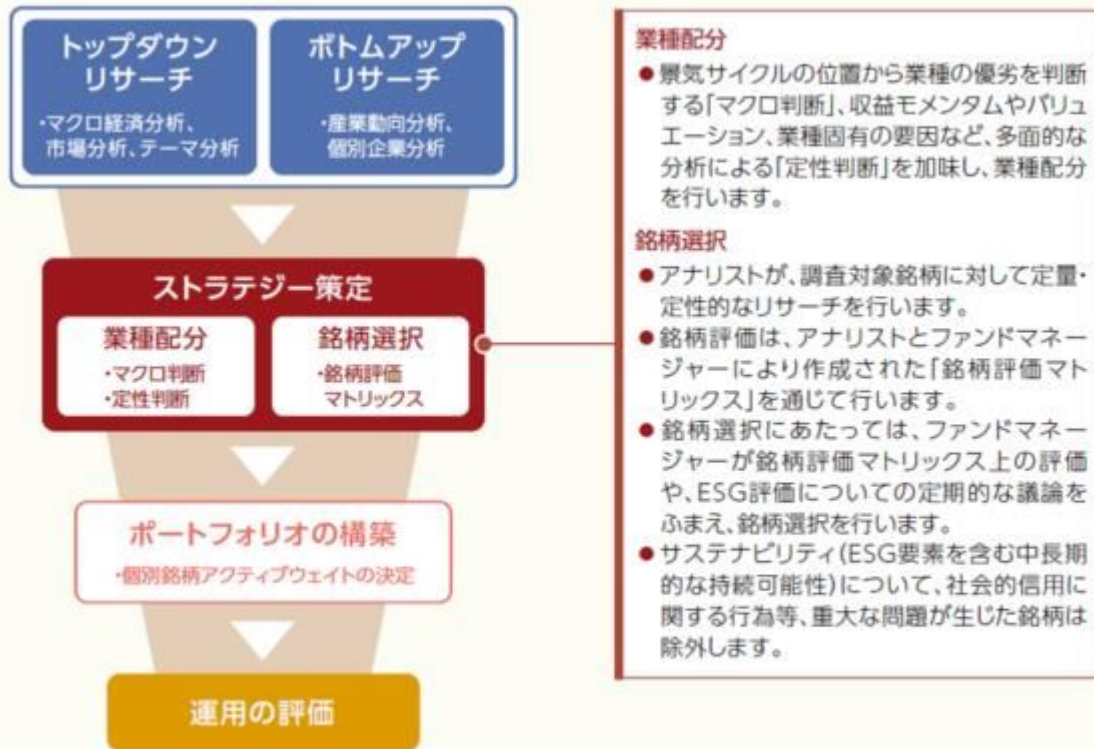 トップダウン
リサーチ
・マクロ経済分析、
市場分析、テーマ分析
ボトムアップ
リサーチ
・産業動向分析、
個別企業分析
ストラテジー策定
業種配分
・マクロ判断
・定性判断
銘柄選択
・銘柄評価
マトリックス
ポートフォリオの構築
・個別銘柄アクティブウェイトの決定
運用の評価
業種配分
●景気サイクルの位置から業種の優劣を判断
する「マクロ判断」、収益モメンタムやバリュ
エーション、業種固有の要因など、多面的な
分析による「定性判断」を加味し、業種配分
を行います。
銘柄選択
●アナリストが、調査対象銘柄に対して定量・
定性的なリサーチを行います。
●銘柄評価は、アナリストとファンドマネー
ジャーにより作成された「銘柄評価マト
リックス」を通じて行います。
●銘柄選択にあたっては、ファンドマネー
ジャーが銘柄評価マトリックス上の評価
や、ESG評価についての定期的な議論を
ふまえ、銘柄選択を行います。
●サステナビリティ(ESG要素を含む中長期
的な持続可能性)について、社会的信用に
関する行為等、重大な問題が生じた銘柄は
除外します。